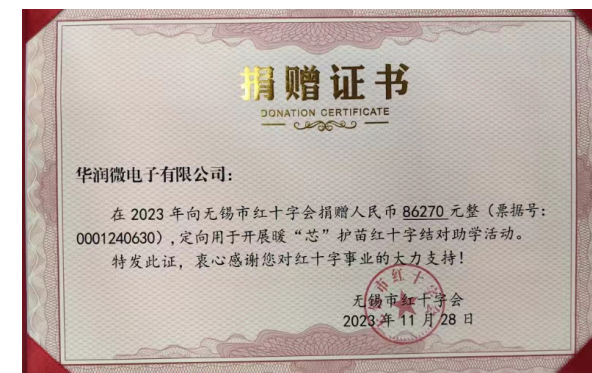 捐赠证书
DONATION CERTIFICATE
华润微电子有限公司：
在 2023 年向无锡市红十字会捐赠人民币 86270 元整（票据号：
0001240630），定向用于开展暖“芯”护苗红十字结对助学活动。
特发此证，衷心感谢您对红十字事业的大力支持！
无锡市红十字会
2023 年 11 月 28 日